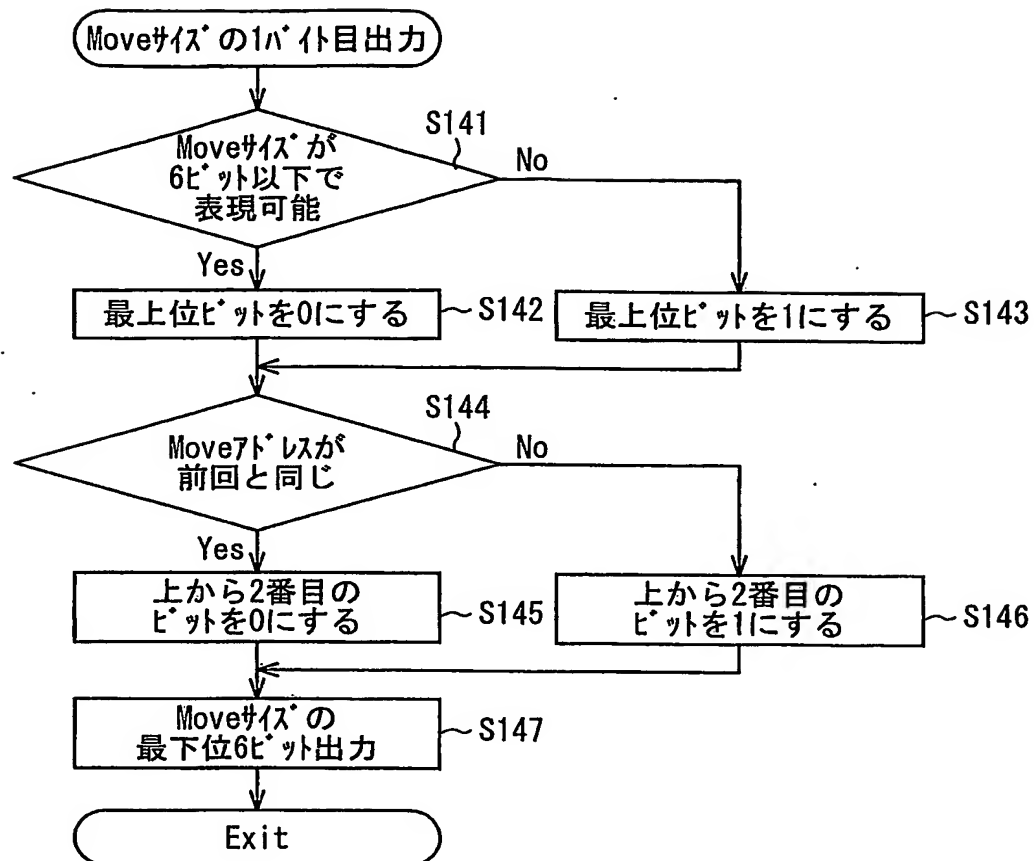 Moveサイズの1バイト目出力
S141
Moveサイズが
6ビット以下で
表現可能
No
Yes
最上位ビットを0にする
S142
最上位ビットを1にする
S143
S144
Moveアドレスが
前回と同じ
No
Yes
上から2番目の
ビットを0にする
S145
上から2番目の
ビットを1にする
S146
Moveサイズの
最下位6ビット出力
S147
Exit